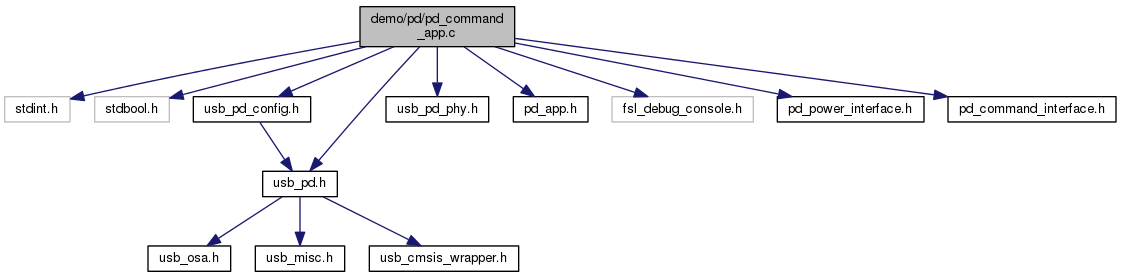 demo/pd/pd_command
_app.c
stdint.h
stdbool.h
usb_pd_config.h
usb_pd_phy.h
pd_app.h
fsl_debug_console.h
pd_power_interface.h
pd_command_interface.h
usb_pd.h
usb_osa.h
usb_misc.h
usb_cmsis_wrapper.h